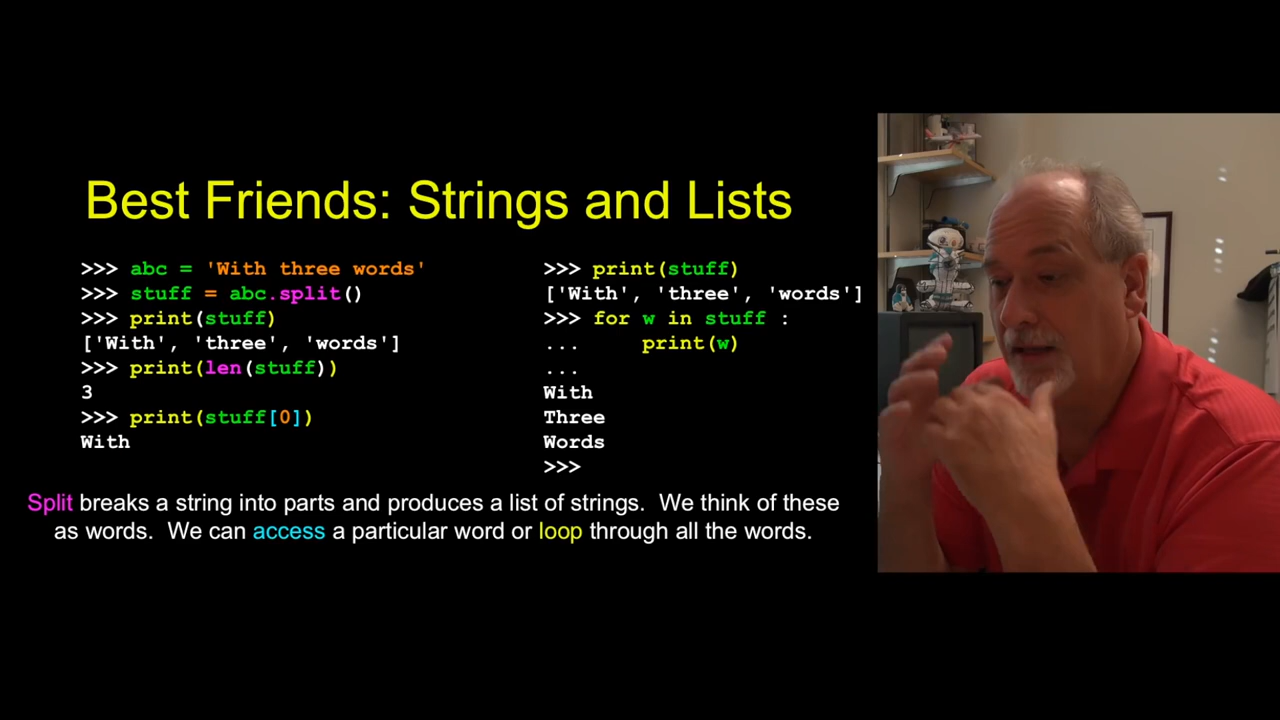 Best Friends: Strings and Lists
>>> abc = 'With three words'
>>> stuff = abc.split()
>>> print(stuff)
['With', 'three', 'words']
>>> print(len(stuff))
3
>>> print(stuff[0])
With
>>> print(stuff)
['With', 'three', 'words']
>>> for w in stuff :
...     print(w)
...
With
Three
Words
>>>
Split breaks a string into parts and produces a list of strings.  We think of these
as words.  We can access a particular word or loop through all the words.